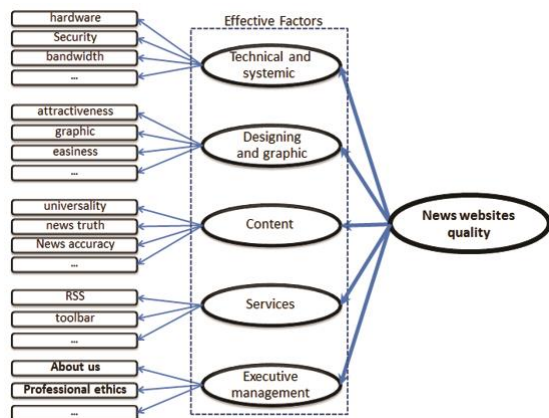 Effective Factors
hardware
Security
bandwidth
...
Technical and
systemic
attractiveness
graphic
easiness
...
Designing
and graphic
universality
news truth
News accuracy
...
Content
News websites
quality
RSS
toolbar
...
Services
About us
Professional ethics
...
Executive
management